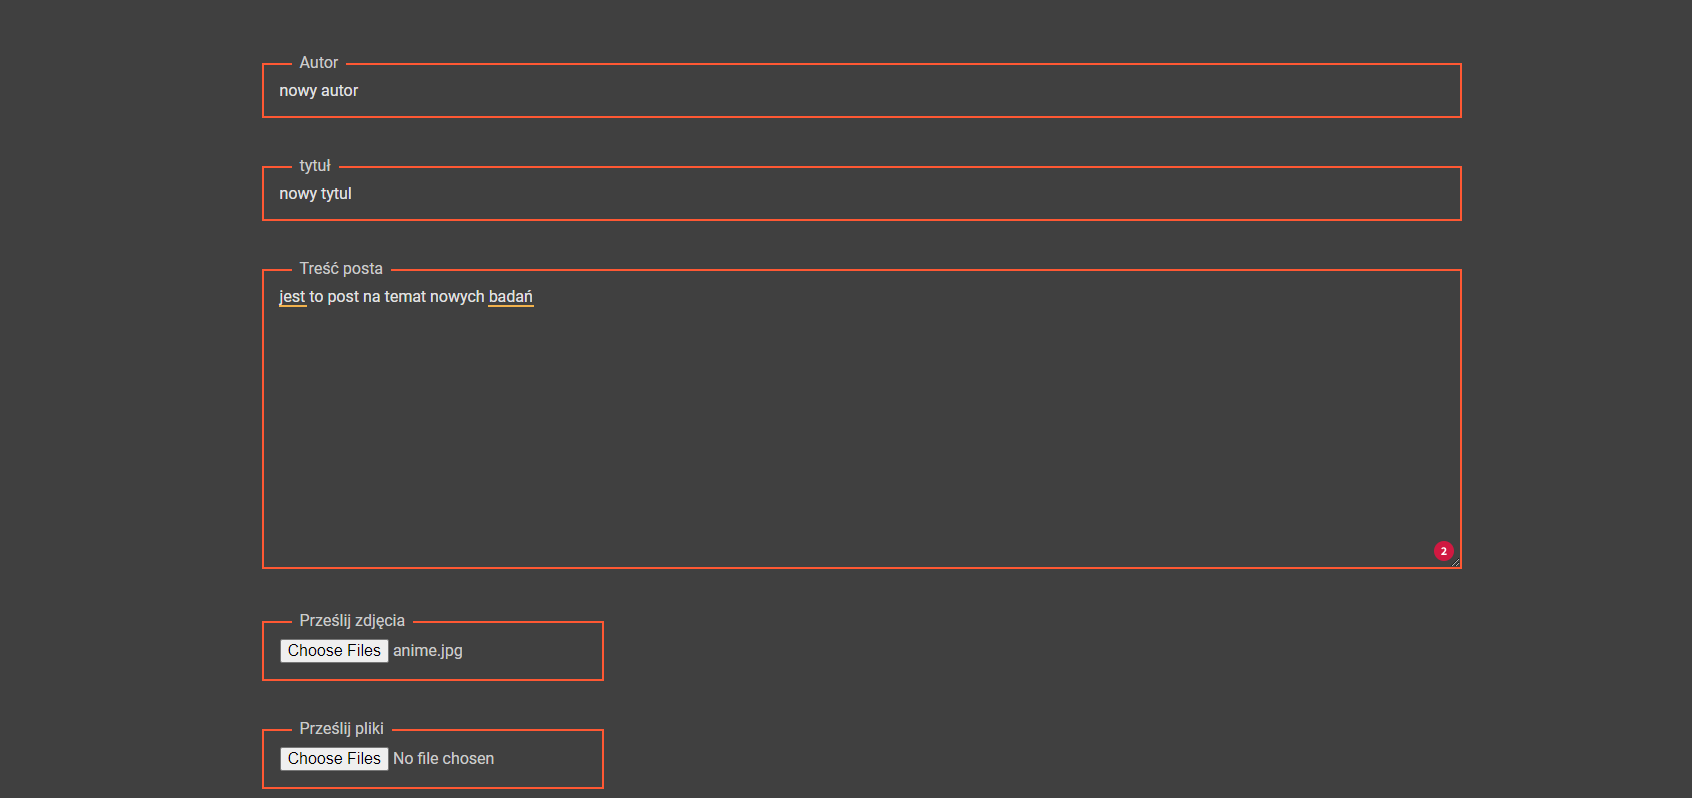 Autor
nowy autor
tytuł
nowy tytul
Treść posta
jest to post na temat nowych badań
2
Prześlij zdjęcia
Choose Files anime.jpg
Prześlij pliki
Choose Files No file chosen